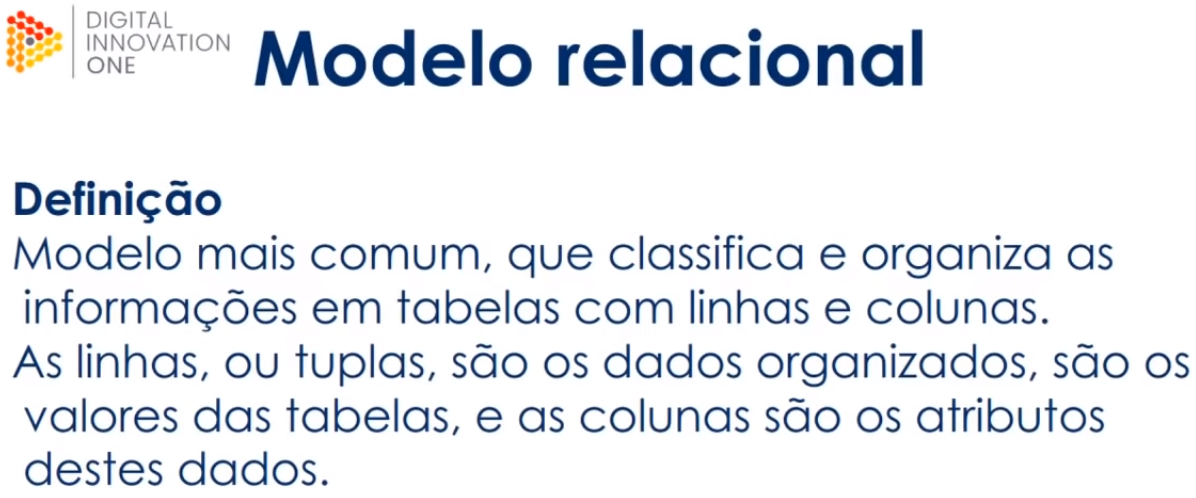 DIGITAL
INNOVATION
ONE
Modelo relacional
Definição
Modelo mais comum, que classifica e organiza as
informações em tabelas com linhas e colunas.
As linhas, ou tuplas, são os dados organizados, são os
valores das tabelas, e as colunas são os atributos
destes dados.